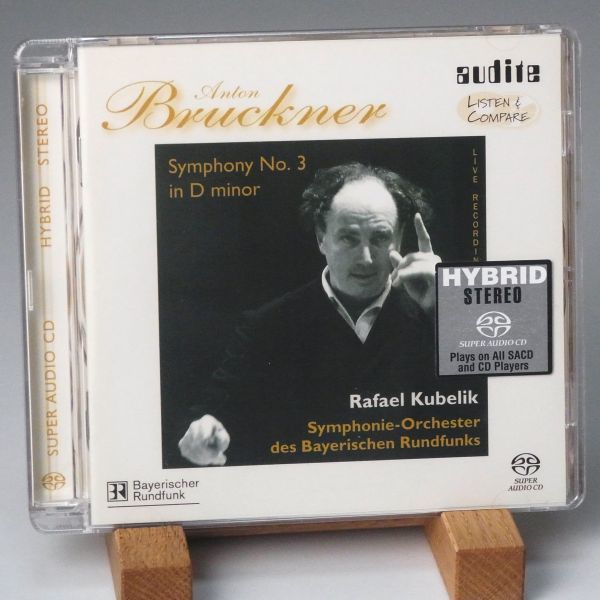 Anton
Bruckner
audite
LISTEN &
COMPARE
Symphony No. 3
in D minor
LIVE RECORDIN
HYBRID
STEREO
SUPER AUDIO CD
Plays on All SACD
and CD Players
Rafael Kubelik
Symphonie-Orchester
des Bayerischen Rundfunks
BR
Bayerischer
Rundfunk
SUPER
AUDIO CD
SUPER AUDIO CD HYBRID STEREO